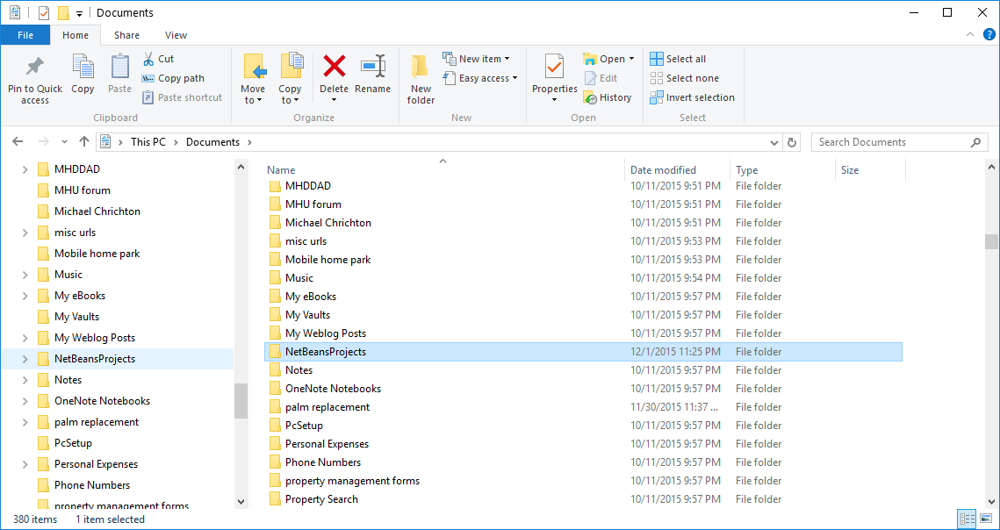 Documents
File Home Share View
Pin to Quick access
Copy
Paste
Cut
Copy path
Paste shortcut
Clipboard
Move to
Copy to
Delete
Rename
Organize
New folder
New item
Easy access
New
Properties
Open
Edit
History
Open
Select all
Select none
Invert selection
Select
This PC Documents
Search Documents
MHDDAD
MHU forum
Michael Chrichton
misc urls
Mobile home park
Music
My eBooks
My Vaults
My Weblog Posts
NetBeansProjects
Notes
OneNote Notebooks
palm replacement
PcSetup
Personal Expenses
Phone Numbers
property management forms
Name Date modified Type Size
MHDDAD 10/11/2015 9:51 PM File folder
MHU forum 10/11/2015 9:51 PM File folder
Michael Chrichton 10/11/2015 9:51 PM File folder
misc urls 10/11/2015 9:53 PM File folder
Mobile home park 10/11/2015 9:53 PM File folder
Music 10/11/2015 9:54 PM File folder
My eBooks 10/11/2015 9:57 PM File folder
My Vaults 10/11/2015 9:57 PM File folder
My Weblog Posts 10/11/2015 9:57 PM File folder
NetBeansProjects 12/1/2015 11:25 PM File folder
Notes 10/11/2015 9:57 PM File folder
OneNote Notebooks 10/11/2015 9:57 PM File folder
palm replacement 11/30/2015 11:37 ... File folder
PcSetup 10/11/2015 9:57 PM File folder
Personal Expenses 10/11/2015 9:57 PM File folder
Phone Numbers 10/11/2015 9:57 PM File folder
property management forms 10/11/2015 9:57 PM File folder
Property Search 10/11/2015 9:57 PM File folder
380 items 1 item selected